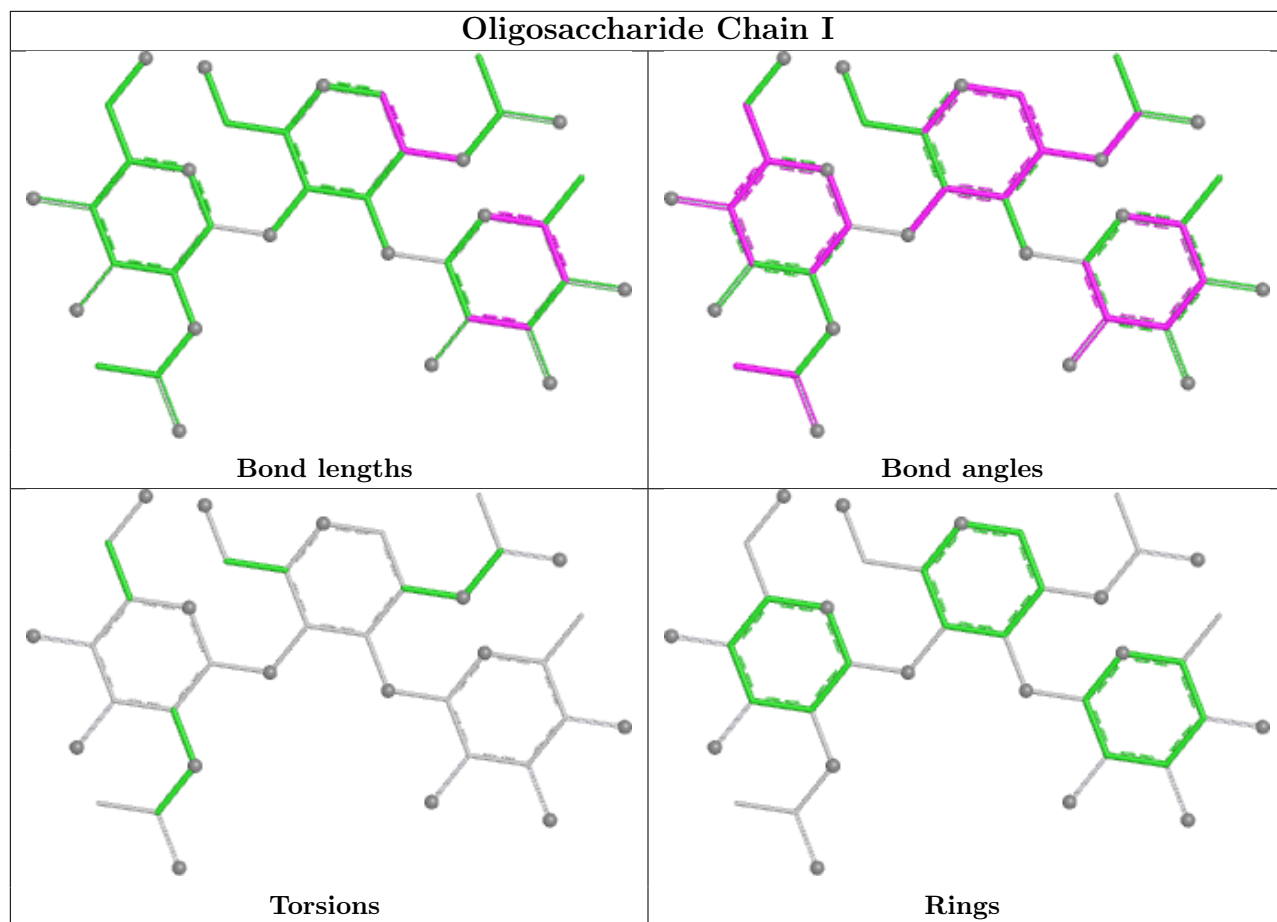 Oligosaccharide Chain I
Bond lengths
Bond angles
Torsions
Rings